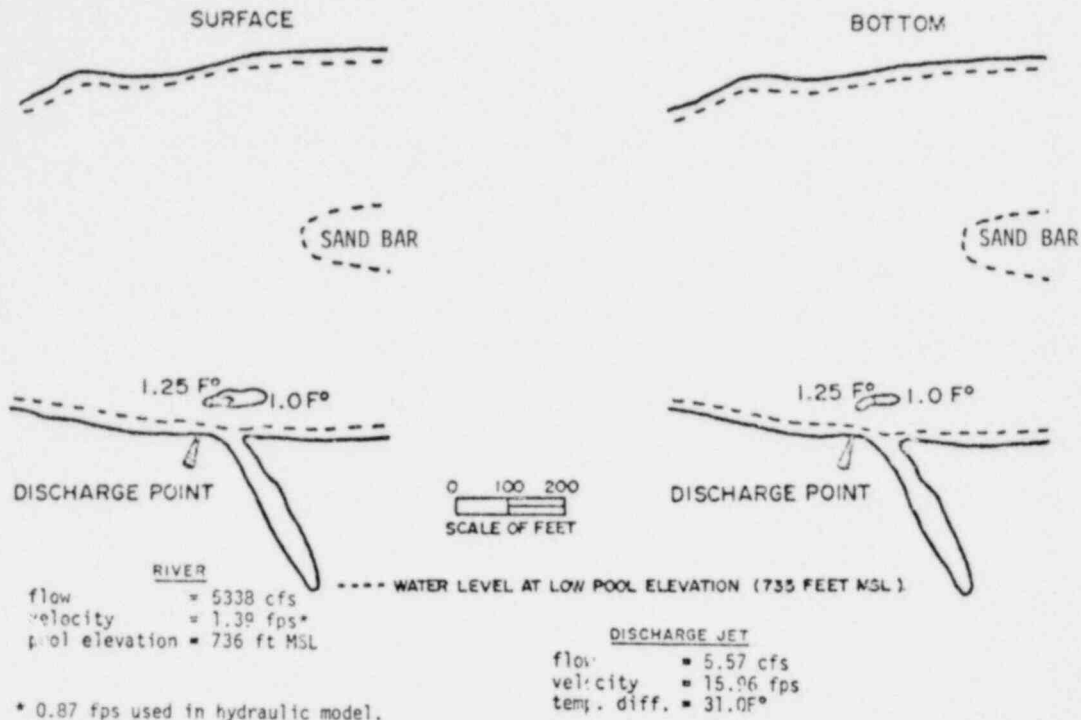 SURFACE
BOTTOM
SAND BAR
SAND BAR
1.25 F°
1.0 F°
1.25 F°
1.0 F°
DISCHARGE POINT
DISCHARGE POINT
0 100 200
SCALE OF FEET
---- WATER LEVEL AT LOW POOL ELEVATION (735 FEET MSL)
RIVER
flow = 5338 cfs
velocity = 1.39 fps*
pool elevation = 736 ft MSL
* 0.87 fps used in hydraulic model.
DISCHARGE JET
flow = 5.57 cfs
velocity = 15.96 fps
temp. diff. = 31.0F°